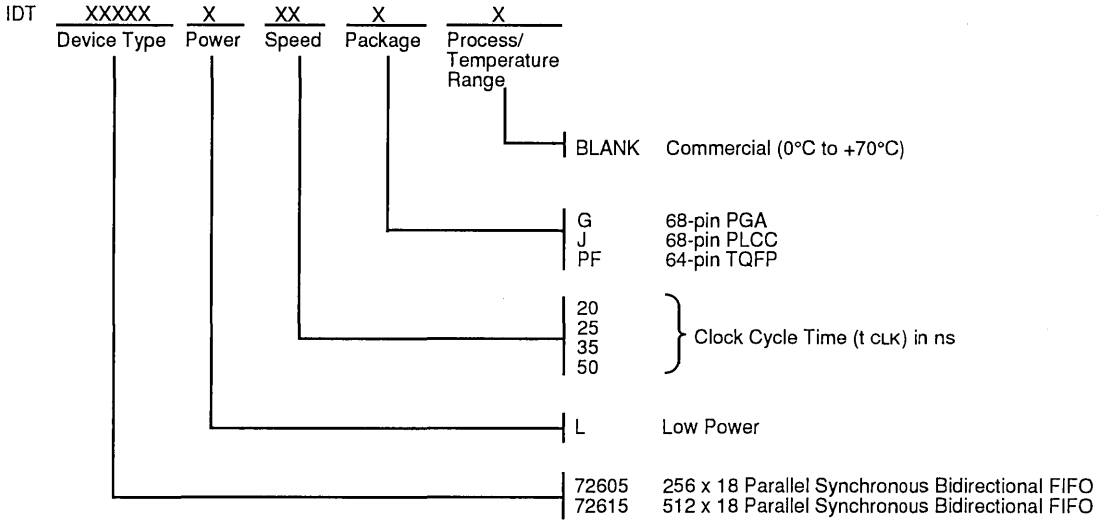 IDT XXXXX X XX X X
Device Type Power Speed Package Process/
Temperature
Range
BLANK Commercial (0°C to +70°C)
G 68-pin PGA
J 68-pin PLCC
PF 64-pin TQFP
20
25
35
50
Clock Cycle Time (t CLK) in ns
L Low Power
72605 256 x 18 Parallel Synchronous Bidirectional FIFO
72615 512 x 18 Parallel Synchronous Bidirectional FIFO